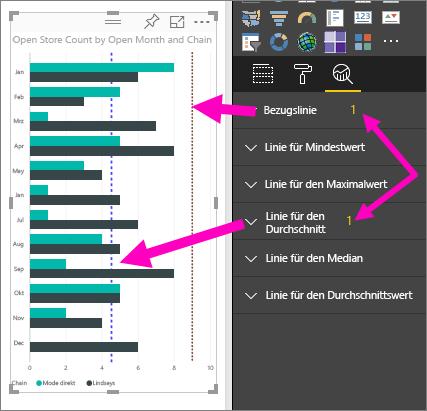 Open Store Count by Open Month and Chain
Jan
Feb
Mrz
Apr
May
Jan
Jul
Aug
Sep
Okt
Nov
Dec
0 2 4 6 8 10
Chain Mode direkt Lindseys
123
Bezugslinie 1
Linie für Mindestwert
Linie für den Maximalwert
Linie für den
Durchschnitt 1
Linie für den Median
Linie für den Durchschnittswert